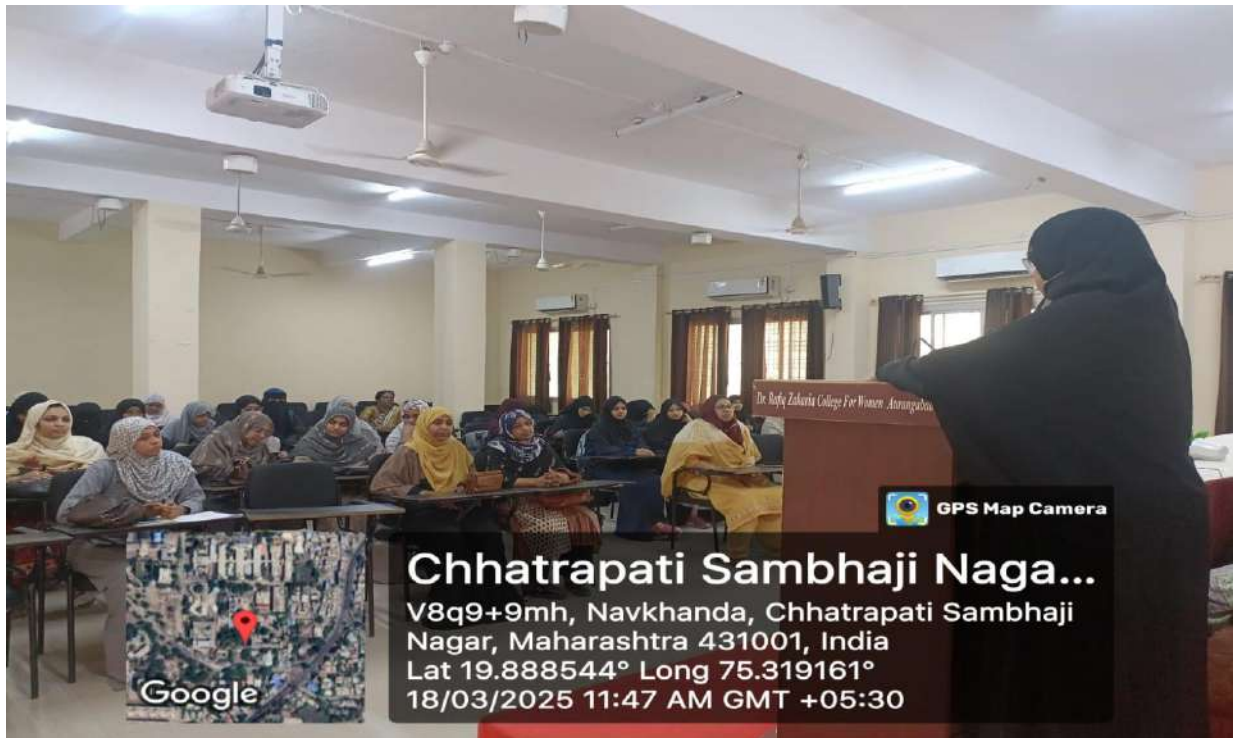 Dr. Rafiq Zakaria College For Women Aurangabad
GPS Map Camera
Chhatrapati Sambhaji Naga...
V8q9+9mh, Navkhanda, Chhatrapati Sambhaji
Nagar, Maharashtra 431001, India
Lat 19.888544° Long 75.319161°
18/03/2025 11:47 AM GMT +05:30
Google